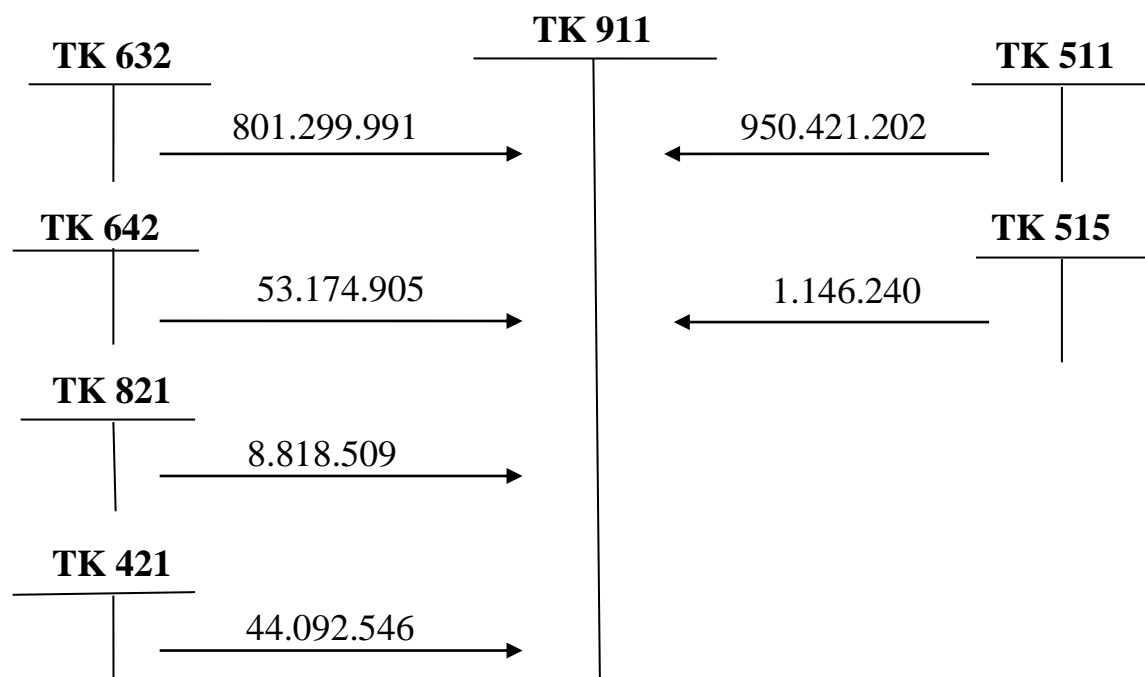 TK 911
TK 632
TK 511
801.299.991
950.421.202
TK 642
TK 515
53.174.905
1.146.240
TK 821
8.818.509
TK 421
44.092.546